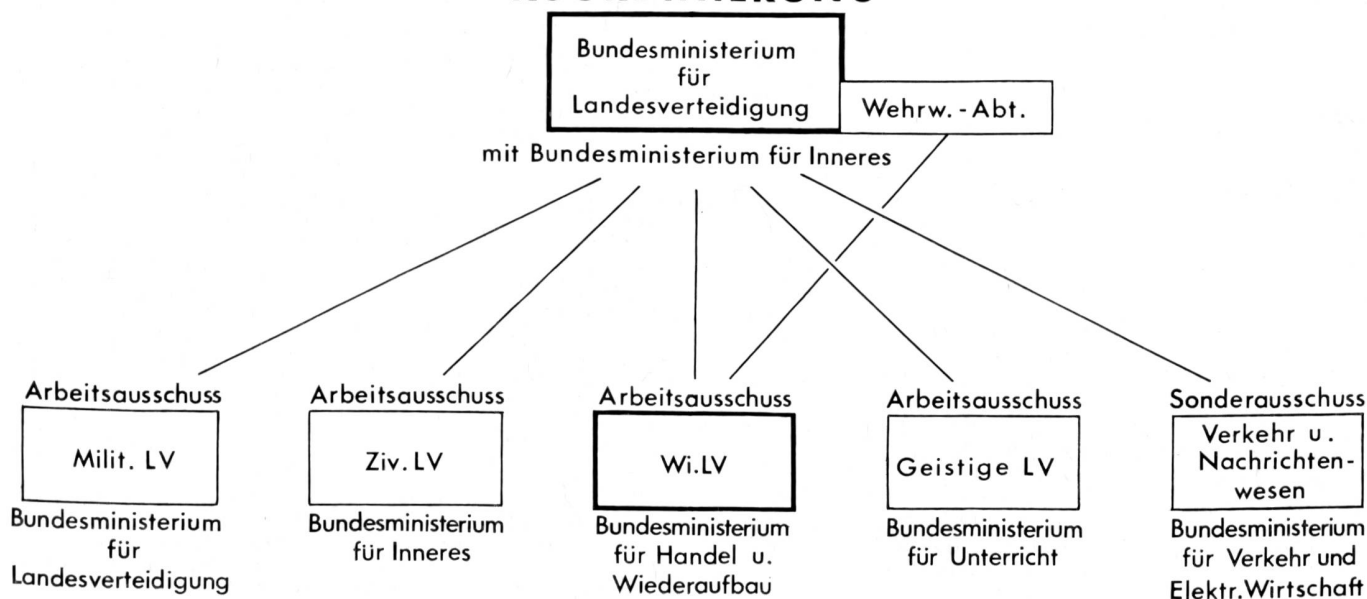 Bundesministerium
für
Landesverteidigung
Wehrw. - Abt.
mit Bundesministerium für Inneres
Arbeitsausschuss
Milit. LV
Bundesministerium
für
Landesverteidigung
Arbeitsausschuss
Ziv. LV
Bundesministerium
für Inneres
Arbeitsausschuss
Wi.LV
Bundesministerium
für Handel u.
Wiederaufbau
Arbeitsausschuss
Geistige LV
Bundesministerium
für Unterricht
Sonderausschuss
Verkehr u.
Nachrichten-
wesen
Bundesministerium
für Verkehr und
Elektr.Wirtschaft